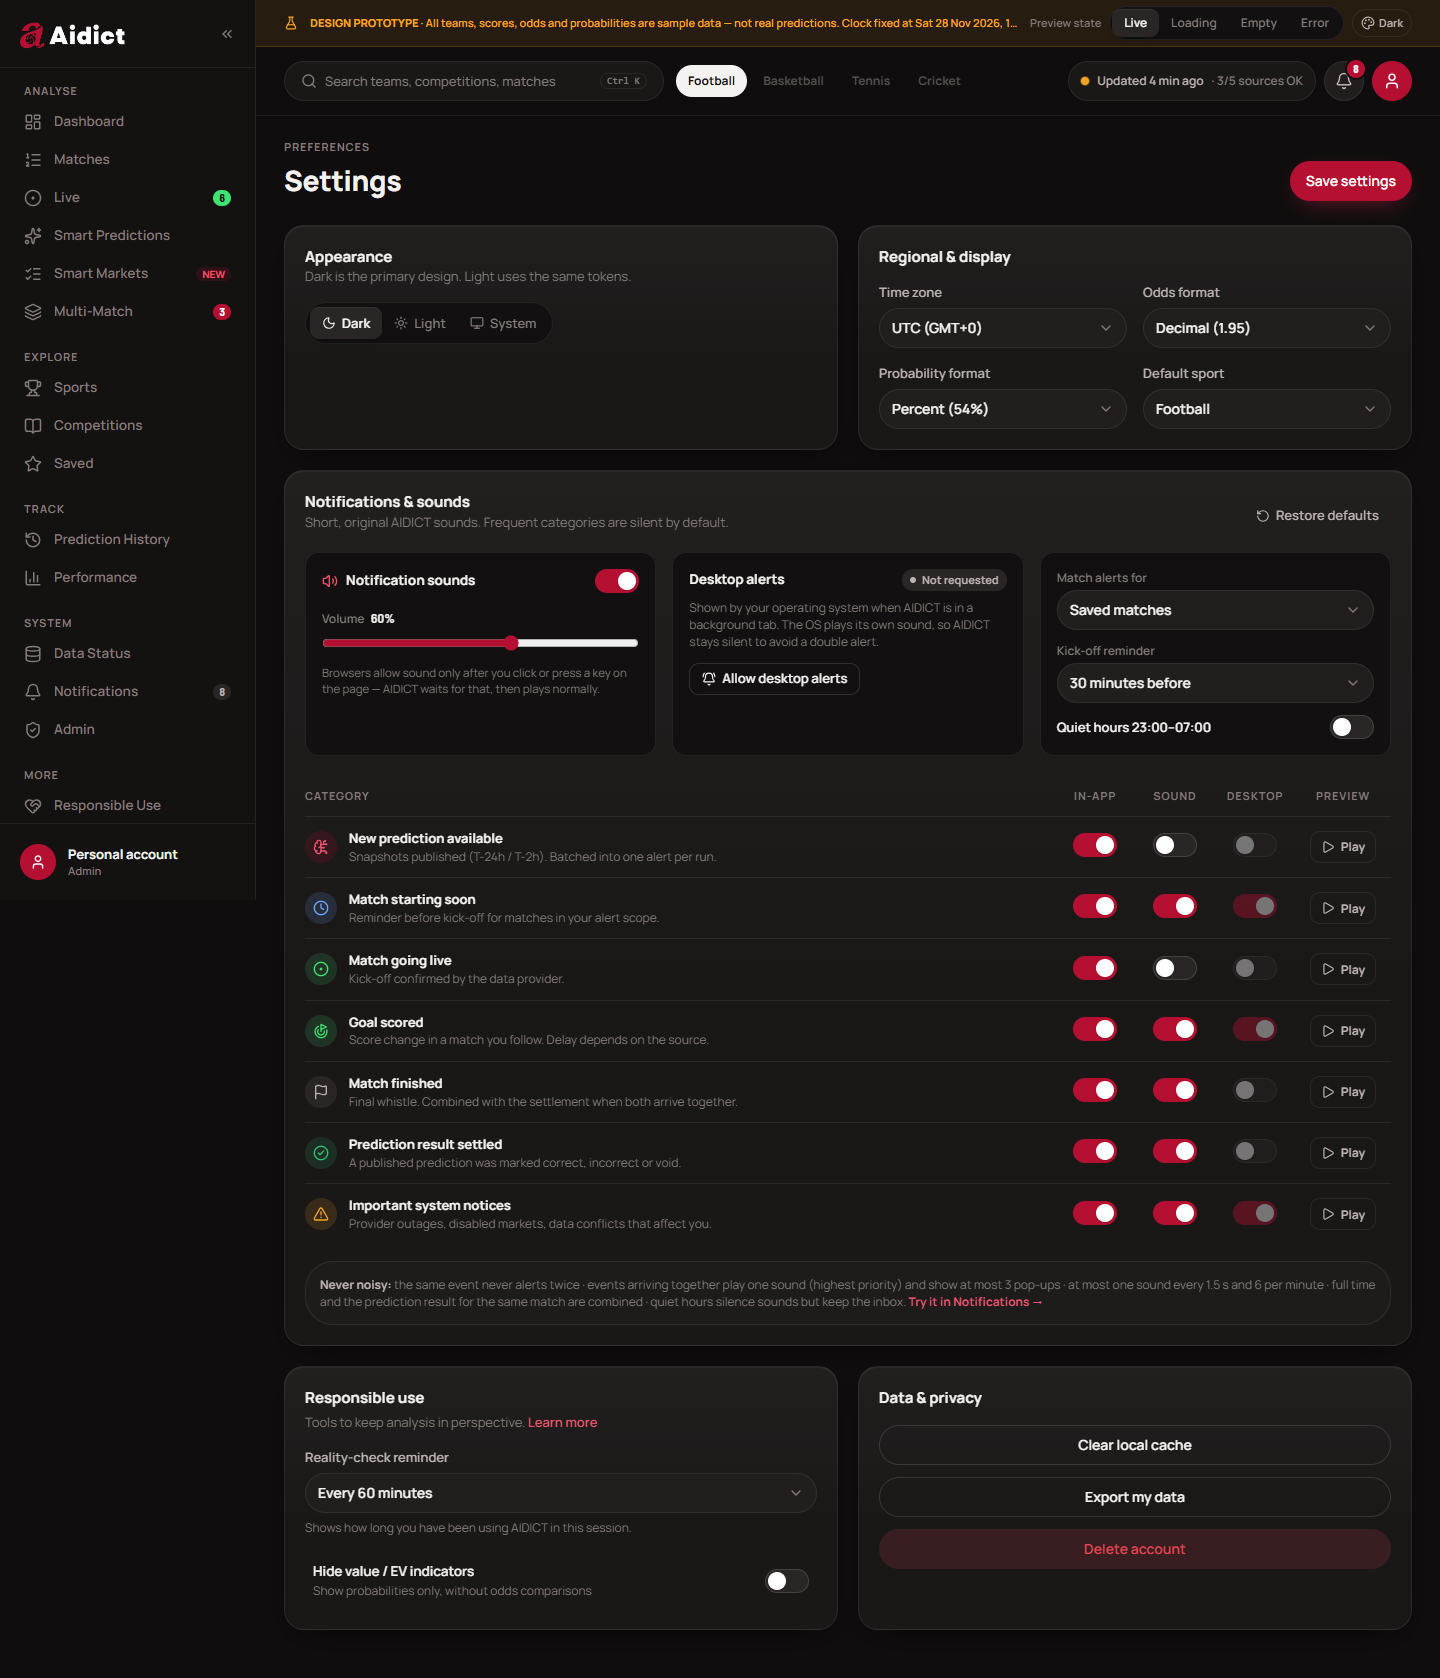 Aidict
DESIGN PROTOTYPE · All teams, scores, odds and probabilities are sample data — not real predictions. Clock fixed at Sat 28 Nov 2026, 1…
Preview state
Live
Loading
Empty
Error
Dark
Search teams, competitions, matches
Ctrl K
Football
Basketball
Tennis
Cricket
Updated 4 min ago · 3/5 sources OK
8
ANALYSE
Dashboard
Matches
Live
6
Smart Predictions
Smart Markets
NEW
Multi-Match
3
EXPLORE
Sports
Competitions
Saved
TRACK
Prediction History
Performance
SYSTEM
Data Status
Notifications
8
Admin
MORE
Responsible Use
Personal account
Admin
PREFERENCES
Settings
Save settings
Appearance
Dark is the primary design. Light uses the same tokens.
Dark
Light
System
Regional & display
Time zone
UTC (GMT+0)
Odds format
Decimal (1.95)
Probability format
Percent (54%)
Default sport
Football
Notifications & sounds
Short, original AIDICT sounds. Frequent categories are silent by default.
Restore defaults
Notification sounds
Volume 60%
Browsers allow sound only after you click or press a key on
the page — AIDICT waits for that, then plays normally.
Desktop alerts
Not requested
Shown by your operating system when AIDICT is in a
background tab. The OS plays its own sound, so AIDICT
stays silent to avoid a double alert.
Allow desktop alerts
Match alerts for
Saved matches
Kick-off reminder
30 minutes before
Quiet hours 23:00–07:00
CATEGORY
IN-APP
SOUND
DESKTOP
PREVIEW
New prediction available
Snapshots published (T-24h / T-2h). Batched into one alert per run.
Play
Match starting soon
Reminder before kick-off for matches in your alert scope.
Play
Match going live
Kick-off confirmed by the data provider.
Play
Goal scored
Score change in a match you follow. Delay depends on the source.
Play
Match finished
Final whistle. Combined with the settlement when both arrive together.
Play
Prediction result settled
A published prediction was marked correct, incorrect or void.
Play
Important system notices
Provider outages, disabled markets, data conflicts that affect you.
Play
Never noisy: the same event never alerts twice · events arriving together play one sound (highest priority) and show at most 3 pop-ups · at most one sound every 1.5 s and 6 per minute · full time
and the prediction result for the same match are combined · quiet hours silence sounds but keep the inbox. Try it in Notifications →
Responsible use
Tools to keep analysis in perspective. Learn more
Reality-check reminder
Every 60 minutes
Shows how long you have been using AIDICT in this session.
Hide value / EV indicators
Show probabilities only, without odds comparisons
Data & privacy
Clear local cache
Export my data
Delete account